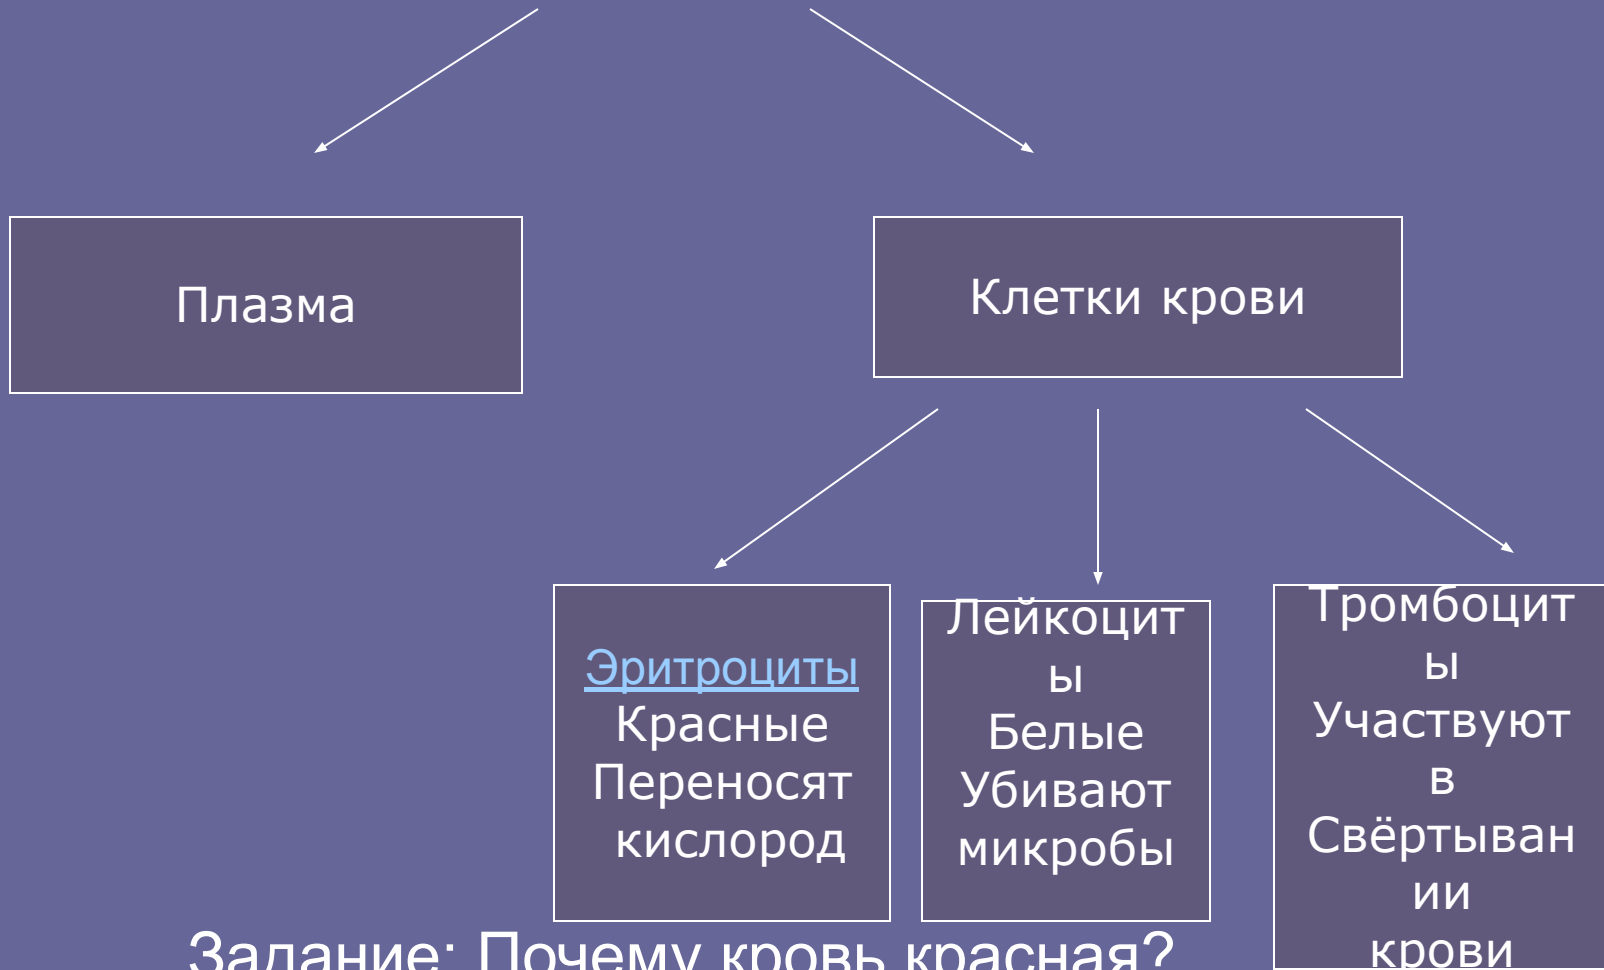 Плазма
Клетки крови
Эритроциты
Красные
Переносят
кислород
Лейкоцит
ы
Белые
Убивают
микробы
Тромбоцит
ы
Участвуют
в
Свёртыван
ии
крови
Задание: Почему кровь красная?